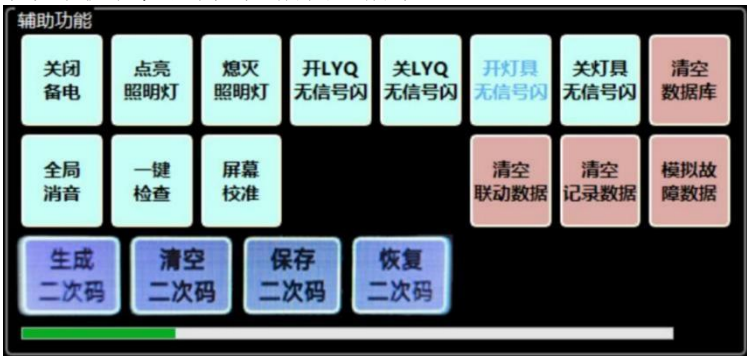 辅助功能
关闭 点亮 熄灭 开LYQ 关LYQ 开灯具 关灯具 清空
备电 照明灯 照明灯 无信号闪 无信号闪 无信号闪 无信号闪 数据库
全局 一键 屏幕 清空 清空 模拟故
消音 检查 校准 联动数据 记录数据 障数据
生成 清空 保存 恢复
二次码 二次码 二次码 二次码